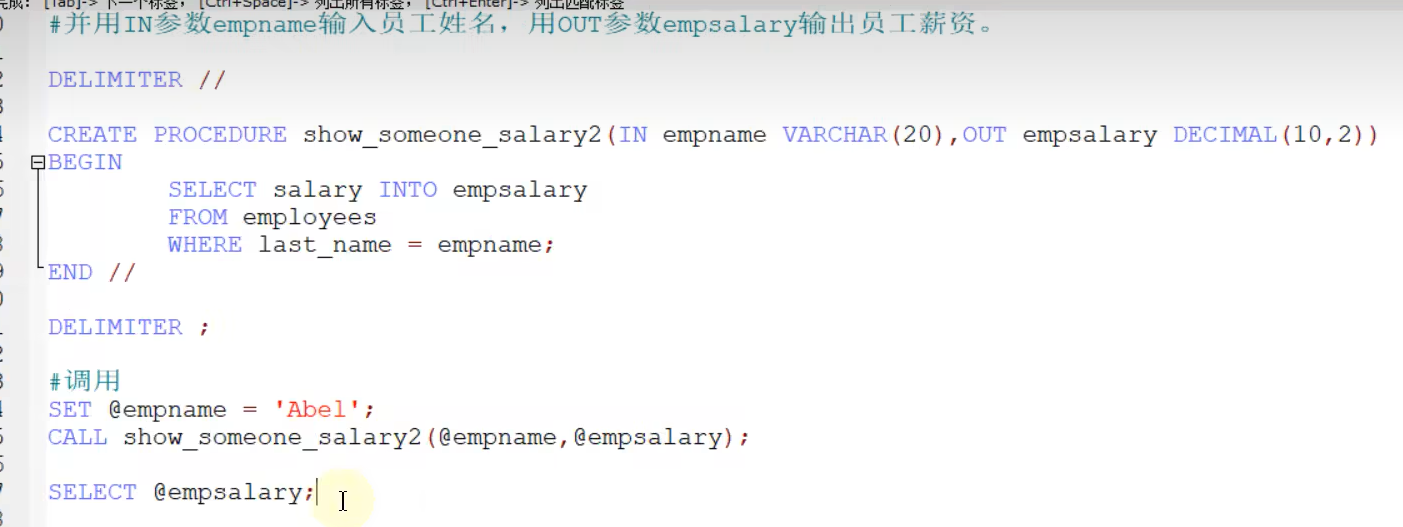 完成： [Tab]-> 下一个标签， [Ctrl+Space]-> 列出所有标签， [Ctrl+Enter]-> 列出匹配标签
#并用IN参数empname输入员工姓名，用OUT参数empsalary输出员工薪资。
DELIMITER //
CREATE PROCEDURE show_someone_salary2(IN empname VARCHAR(20),OUT empsalary DECIMAL(10,2))
BEGIN
SELECT salary INTO empsalary
FROM employees
WHERE last_name = empname;
END //
DELIMITER ;
#调用
SET @empname = 'Abel';
CALL show_someone_salary2(@empname,@empsalary);
SELECT @empsalary;